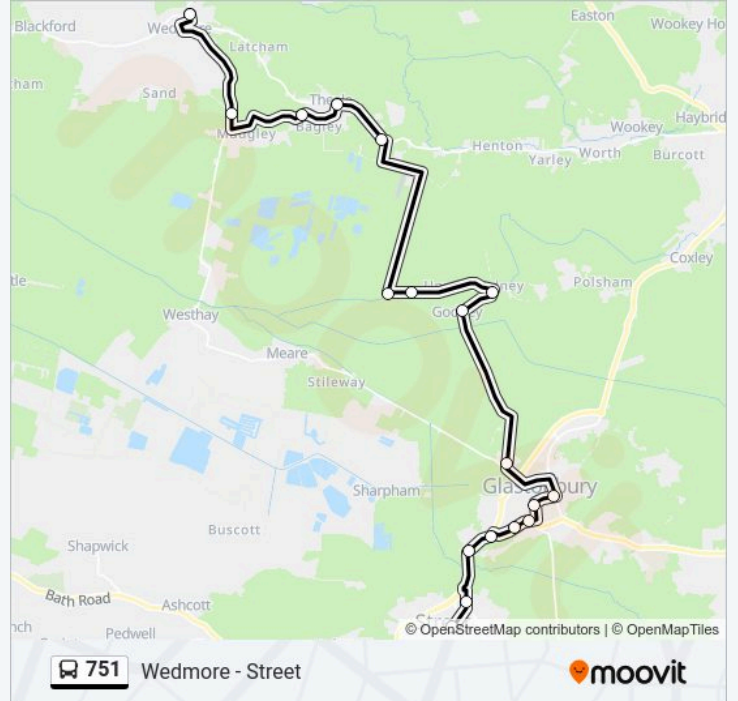 Blackford
Easton
Wookey Ho
Latcham
Sand
Haybrid
Wookey
Bagley
Henton
Worth
Yarley
Burcott
Coxley
Polsham
Westhay
Meare
Stileway
Glastonbury
Sharpham
Buscott
Shapwick
Bath Road
Ashcott
Pedwell
© OpenStreetMap contributors | © OpenMapTiles
751 Wedmore - Street moovit